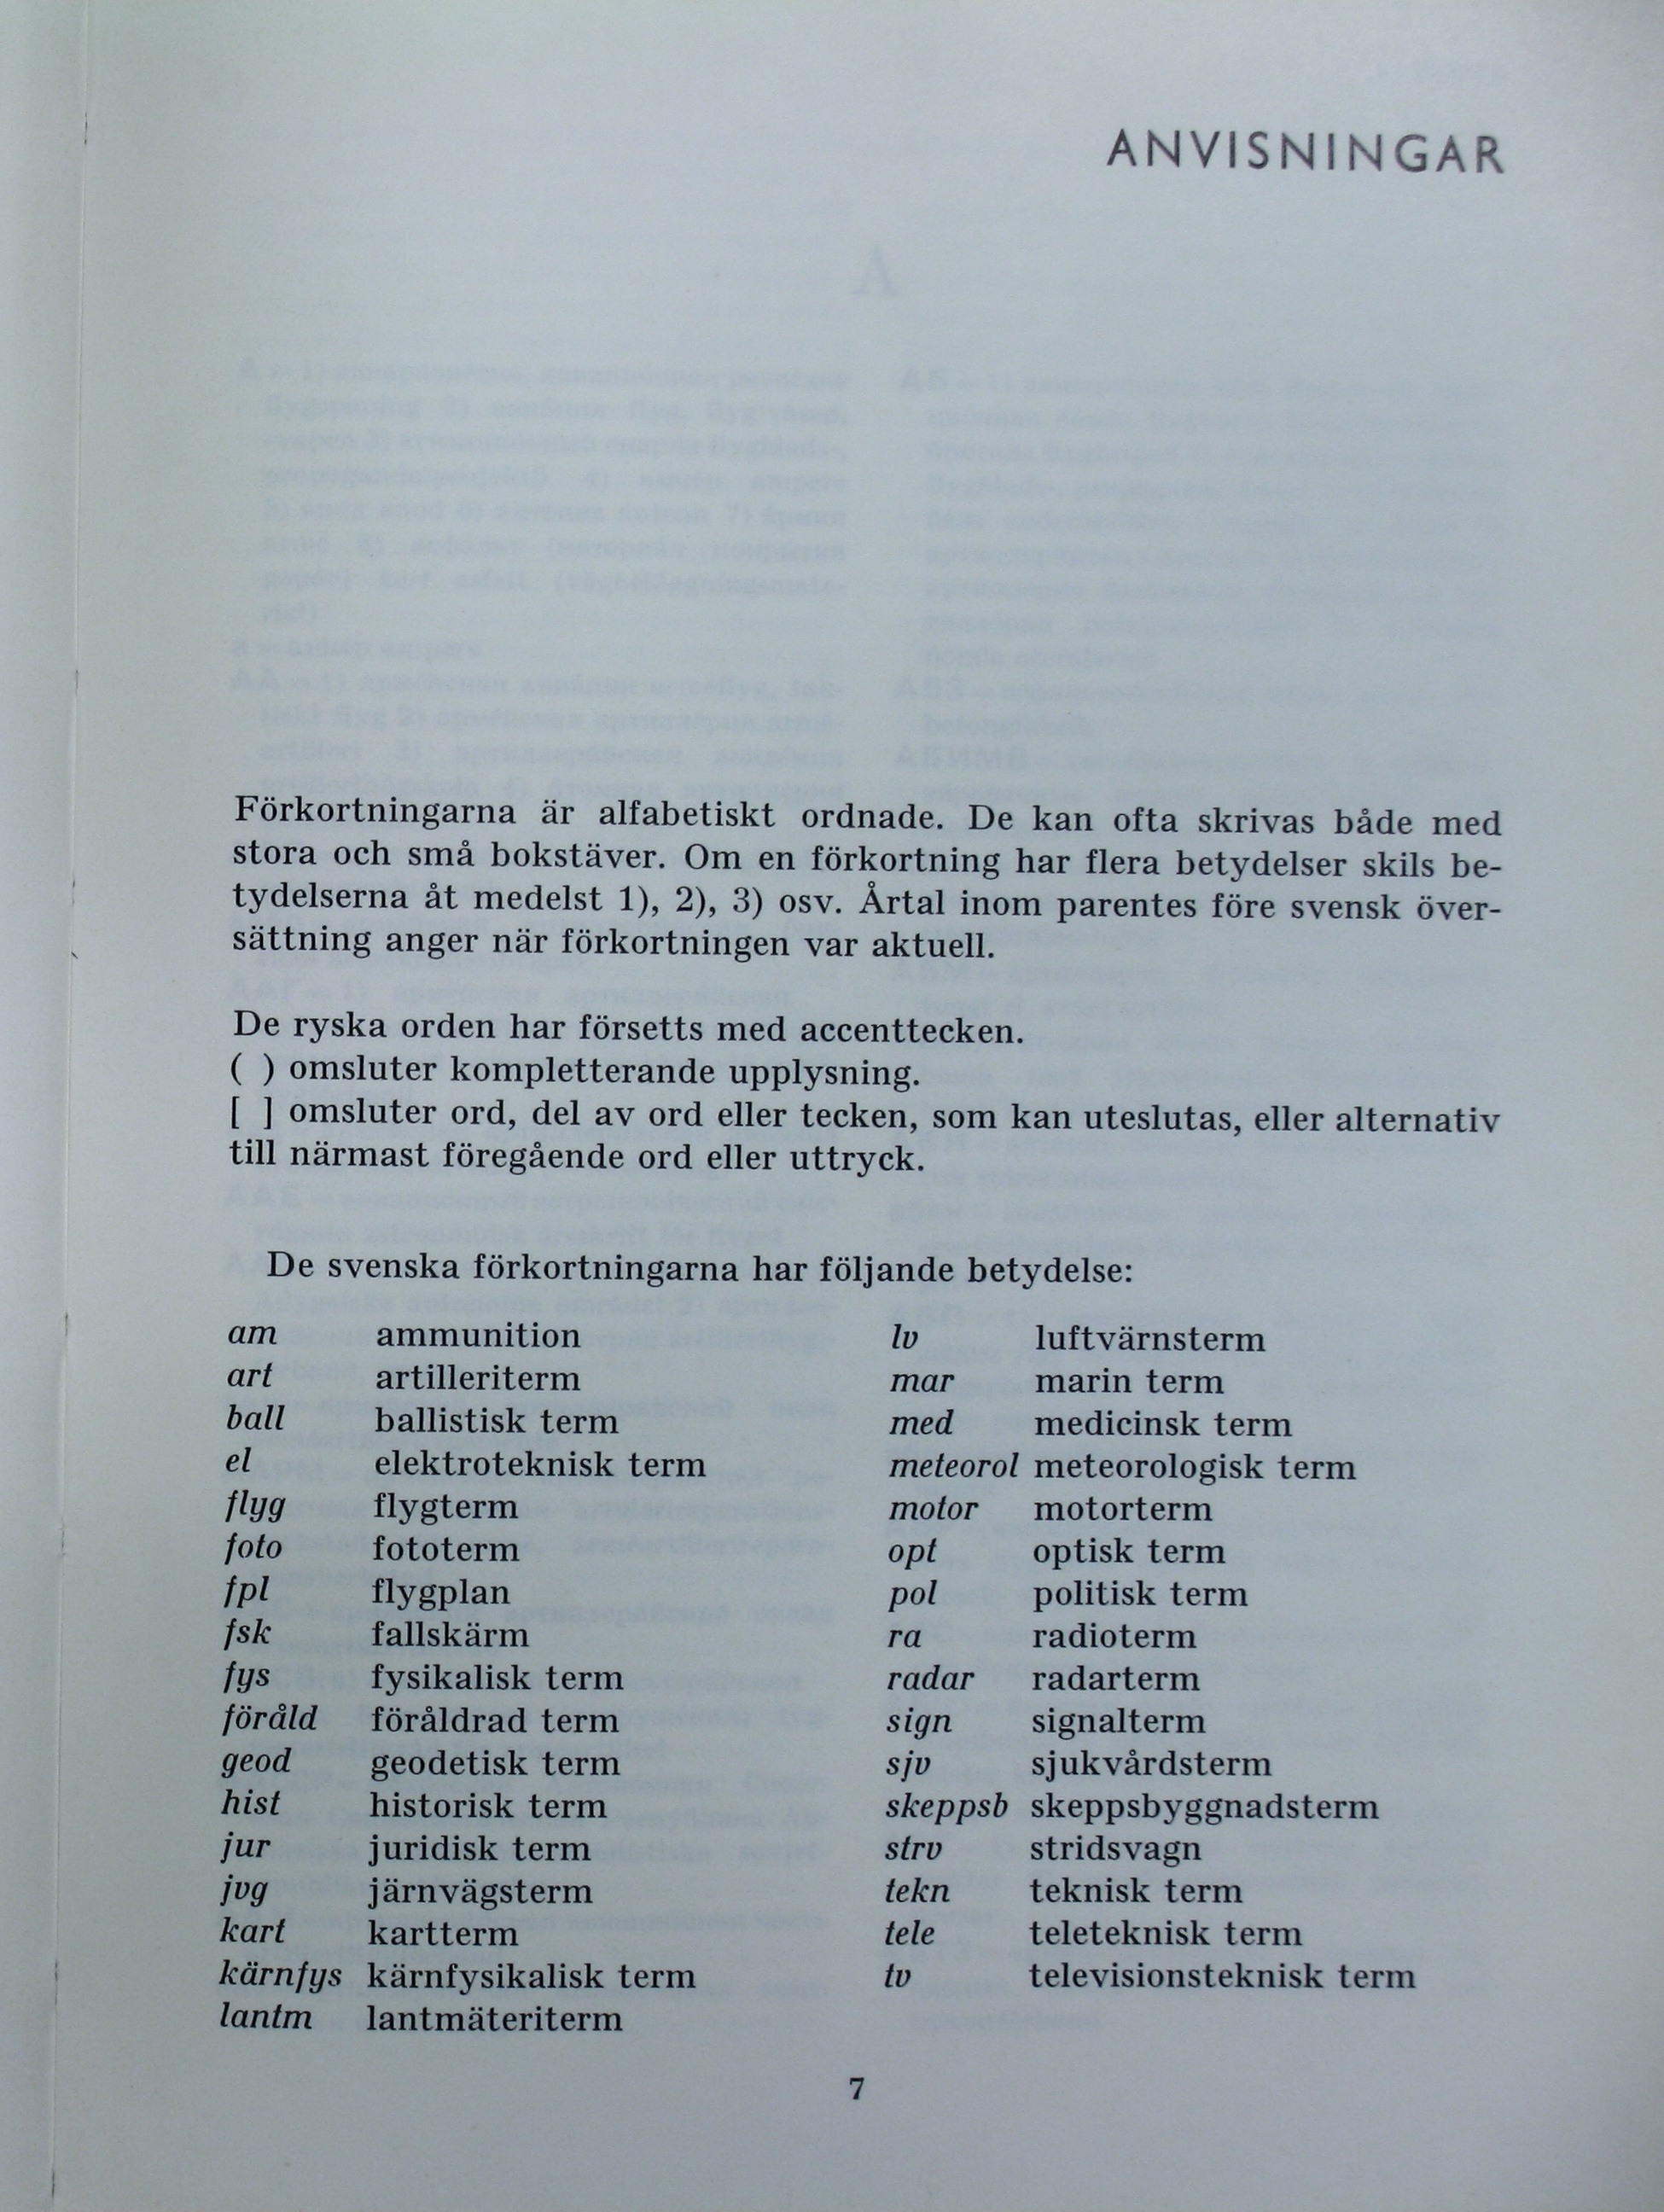 ANVISNINGAR
Förkortningarna är alfabetiskt ordnade. De kan ofta skrivas både med
stora och små bokstäver. Om en förkortning har flera betydelser skils be-
tydelserna åt medelst 1), 2), 3) osv. Årtal inom parentes före svensk över-
sättning anger när förkortningen var aktuell.
De ryska orden har försetts med accenttecken.
( ) omsluter kompletterande upplysning.
[ ] omsluter ord, del av ord eller tecken, som kan uteslutas, eller alternativ
till närmast föregående ord eller uttryck.
De svenska förkortningarna har följande betydelse:
am ammunition
art artilleriterm
ball ballistisk term
el elektroteknisk term
flyg flygterm
foto fototerm
fpl flygplan
fsk fallskärm
fys fysikalisk term
föråld föråldrad term
geod geodetisk term
hist historisk term
jur juridisk term
jvg järnvägsterm
kart kartterm
kärnfys kärnfysikalisk term
lantm lantmäteriterm
lv luftvärnsterm
mar marin term
med medicinsk term
meteorol meteorologisk term
motor motorterm
opt optisk term
pol politisk term
ra radioterm
radar radarterm
sign signalterm
sjv sjukvårdsterm
skeppsb skeppsbyggnadsterm
strv stridsvagn
tekn teknisk term
tele teleteknisk term
tv televisionsteknisk term
7